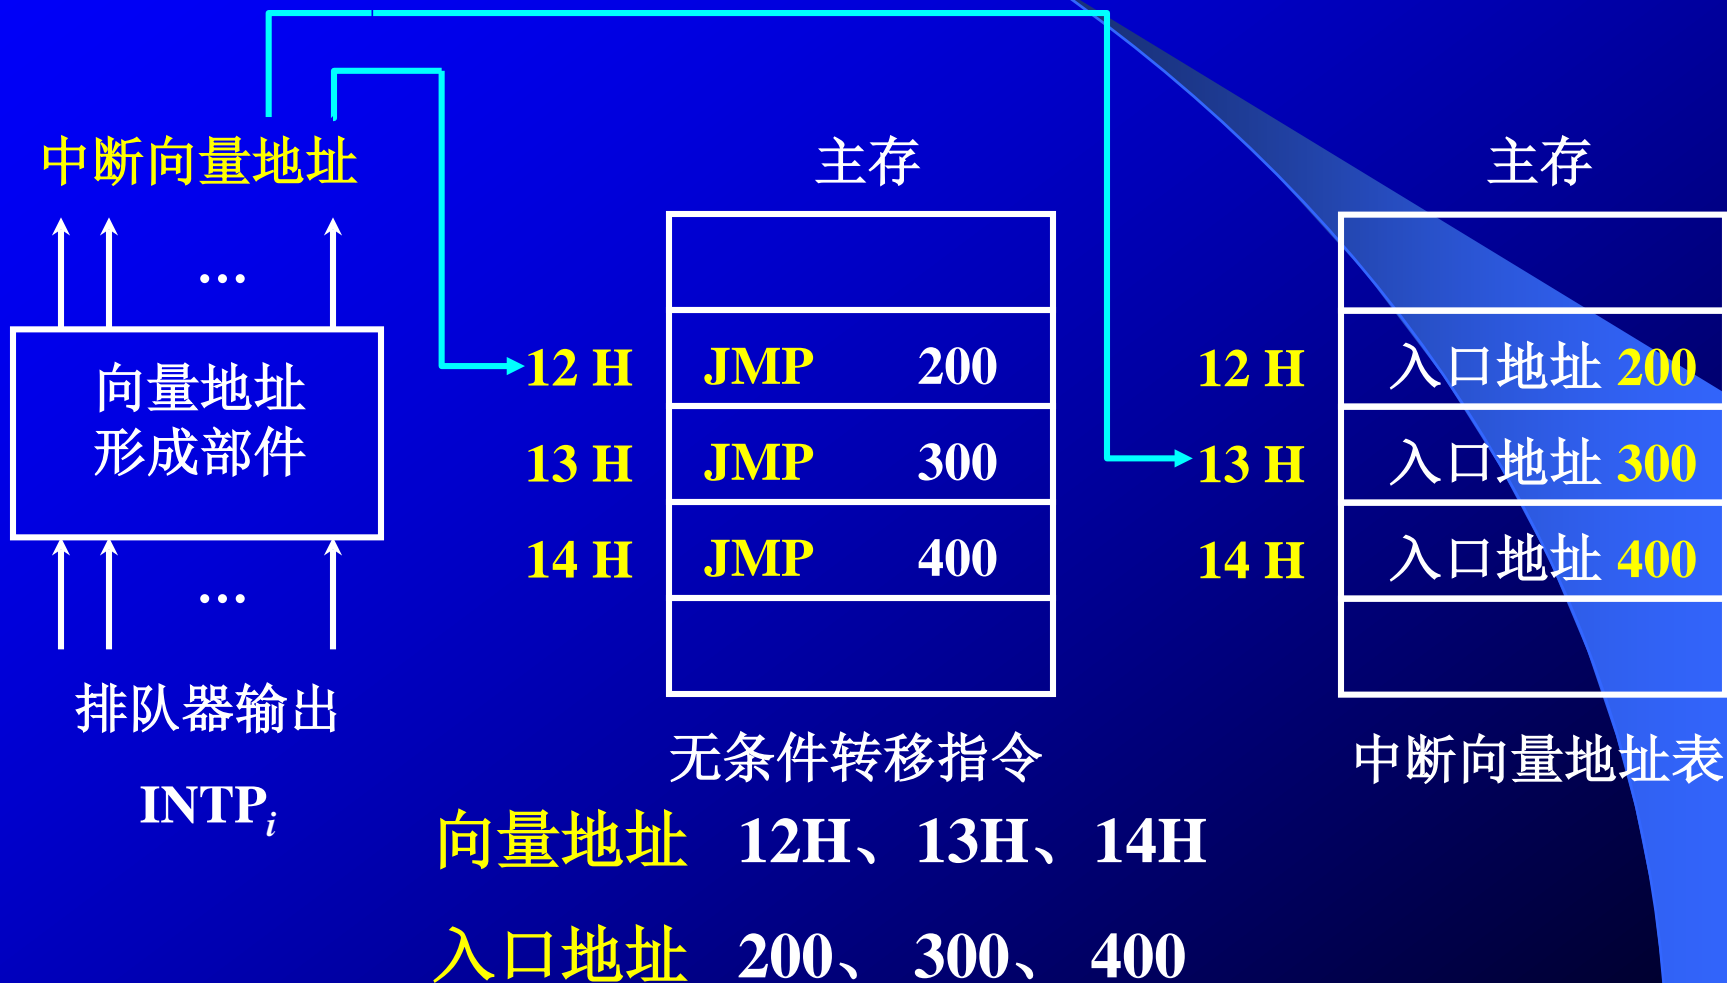 中断向量地址
…
向量地址
形成部件
…
排队器输出
INTPi
主存
12 H JMP 200
13 H JMP 300
14 H JMP 400
无条件转移指令
主存
12 H 入口地址 200
13 H 入口地址 300
14 H 入口地址 400
中断向量地址表
向量地址 12H、13H、14H
入口地址 200、 300、 400